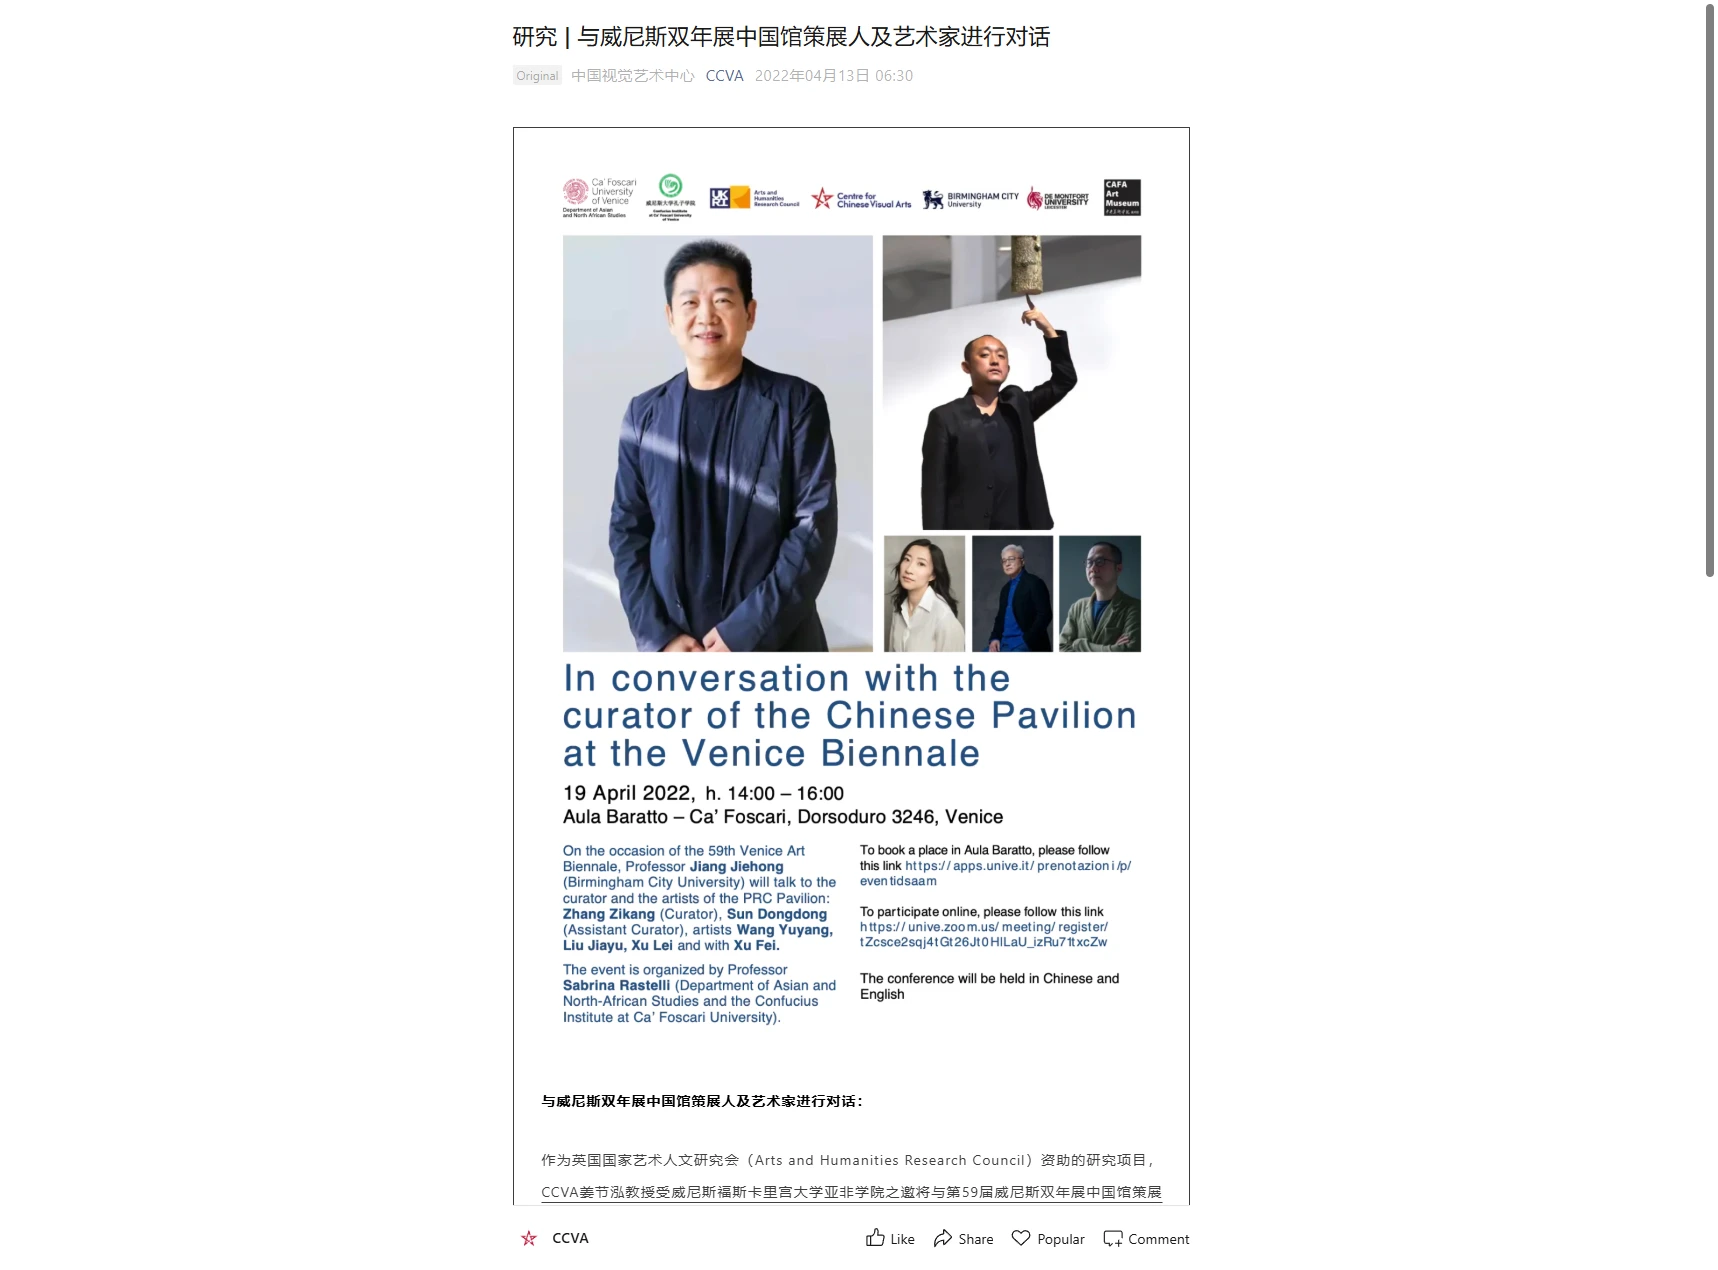 研究 | 与威尼斯双年展中国馆策展人及艺术家进行对话
Original 中国视觉艺术中心 CCVA 2022年04月13日 06:30
Ca' Foscari
University
of Venice
Department of Asian
and North African Studies
威尼斯大学孔子学院
Confucius Institute
at Ca' Foscari University
of Venice
UKRI
Arts and
Humanities
Research Council
Centre for
Chinese Visual Arts
BIRMINGHAM CITY
University
DE MONTFORT
UNIVERSITY
LEICESTER
CAFA
Art
Museum
In conversation with the
curator of the Chinese Pavilion
at the Venice Biennale
19 April 2022, h. 14:00 – 16:00
Aula Baratto – Ca' Foscari, Dorsoduro 3246, Venice
On the occasion of the 59th Venice Art
Biennale, Professor Jiang Jiehong
(Birmingham City University) will talk to the
curator and the artists of the PRC Pavilion:
Zhang Zikang (Curator), Sun Dongdong
(Assistant Curator), artists Wang Yuyang,
Liu Jiayu, Xu Lei and with Xu Fei.
The event is organized by Professor
Sabrina Rastelli (Department of Asian and
North-African Studies and the Confucius
Institute at Ca' Foscari University).
To book a place in Aula Baratto, please follow
this link https://apps.unive.it/prenotazioni/p/
eventidsaam
To participate online, please follow this link
https://unive.zoom.us/meeting/register/
tZcsce2sqj4tGt26Jt0HILaU_izRu71txcZw
The conference will be held in Chinese and
English
与威尼斯双年展中国馆策展人及艺术家进行对话：
作为英国国家艺术人文研究会（Arts and Humanities Research Council）资助的研究项目，
CCVA姜节泓教授受威尼斯福斯卡里宫大学亚非学院之邀将与第59届威尼斯双年展中国馆策展
CCVA
Like Share Popular Comment